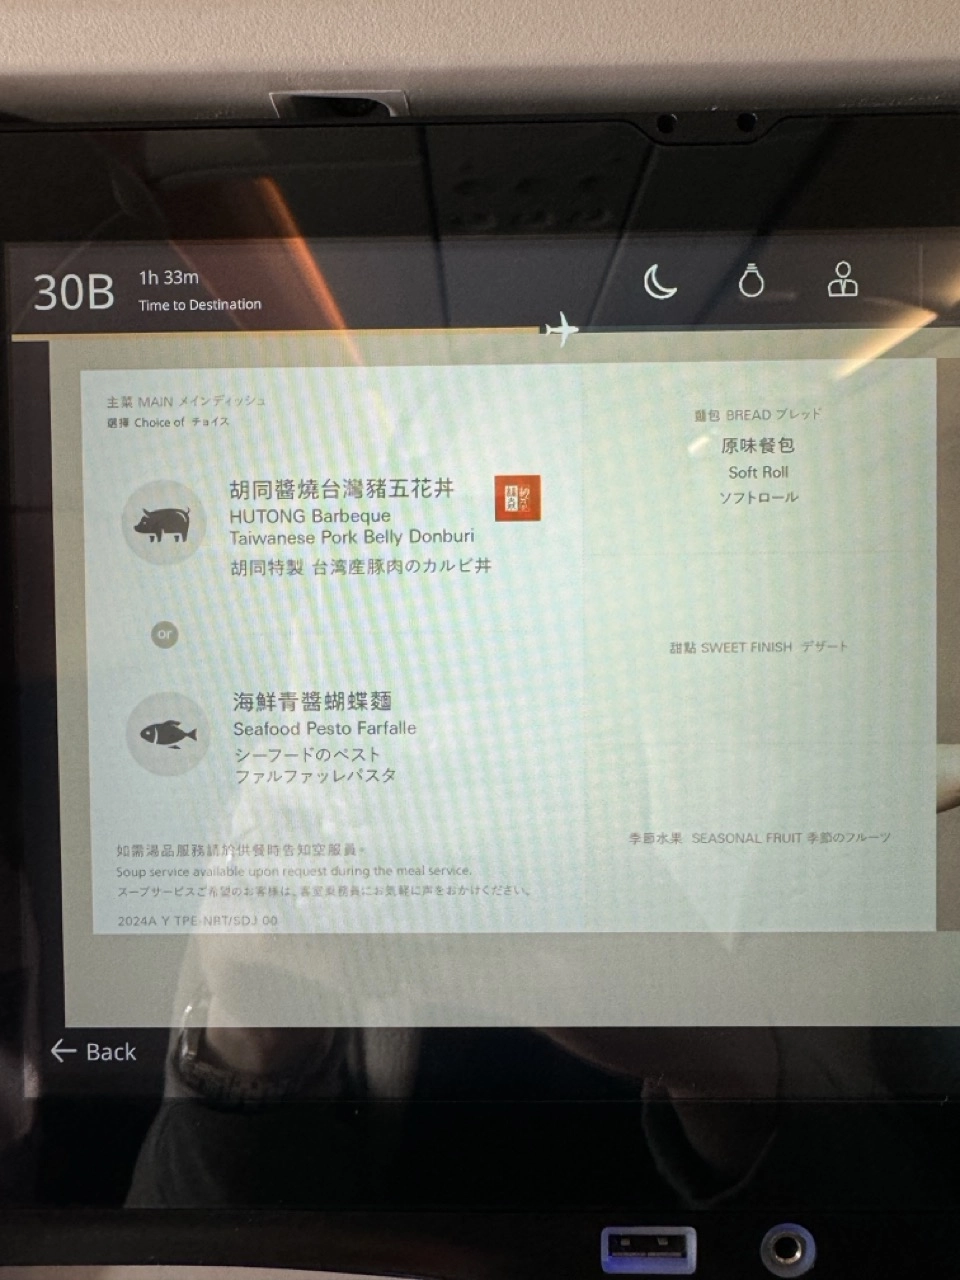 30B
1h 33m
Time to Destination
主菜 MAIN メインディッシュ
選擇 Choice of チョイス
胡同醬燒台灣豬五花丼
HUTONG Barbeque
Taiwanese Pork Belly Donburi
胡同特製 台湾産豚肉のカルビ丼
or
海鮮青醬蝴蝶麵
Seafood Pesto Farfalle
シーフードのペスト
ファルファッレパスタ
如需湯品服務請於供餐時告知空服員。
Soup service available upon request during the meal service.
スープサービスご希望のお客様は、客室乗務員にお気軽に声をおかけください。
2024A Y TPE-NRT/SDJ 00
麵包 BREAD ブレッド
原味餐包
Soft Roll
ソフトロール
甜點 SWEET FINISH デザート
季節水果 SEASONAL FRUIT 季節のフルーツ
Back